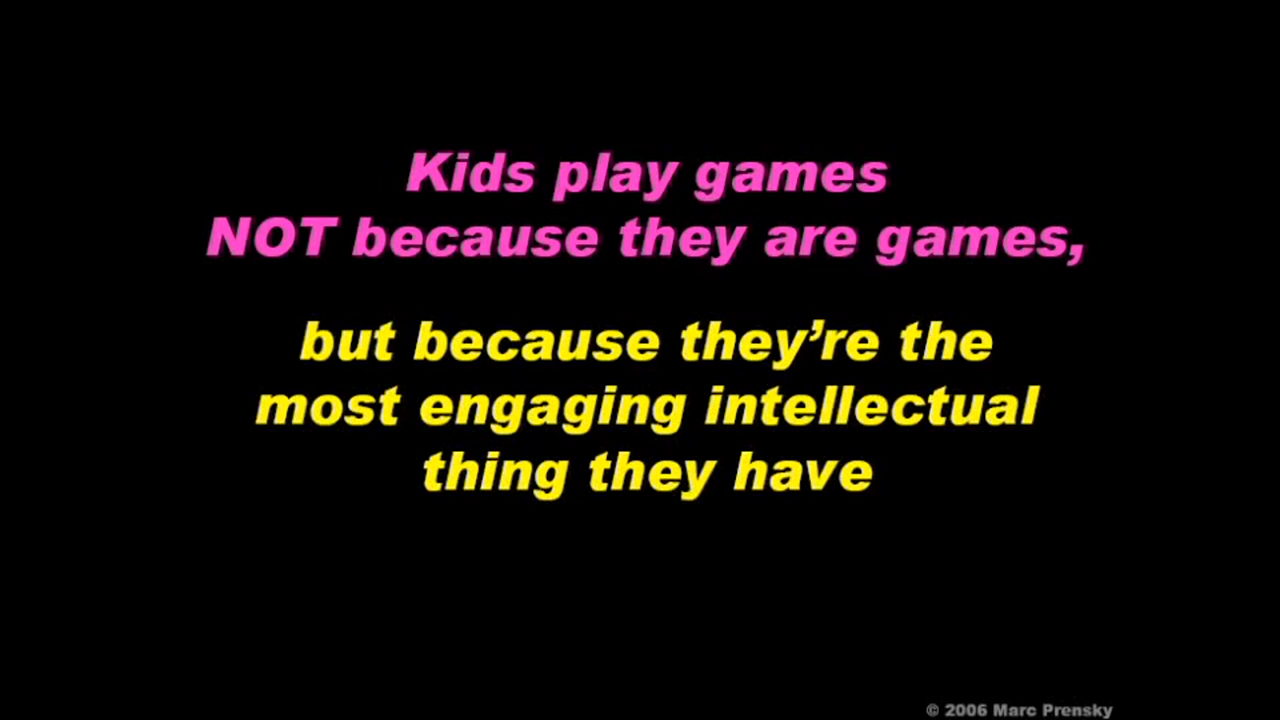 Kids play games
NOT because they are games,
but because they’re the
most engaging intellectual
thing they have
© 2006 Marc Prensky